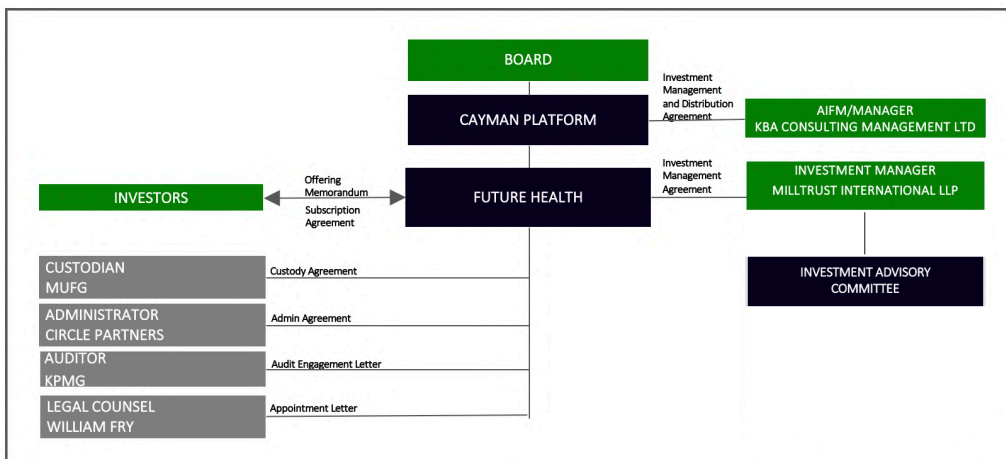 BOARD
Investment
Management
and Distribution
Agreement
CAYMAN PLATFORM
AIFM/MANAGER
KBA CONSULTING MANAGEMENT LTD
INVESTORS
Offering
Memorandum
Subscription
Agreement
FUTURE HEALTH
Investment
Management
Agreement
INVESTMENT MANAGER
MILLTRUST INTERNATIONAL LLP
INVESTMENT ADVISORY
COMMITTEE
CUSTODIAN
MUFG
Custody Agreement
ADMINISTRATOR
CIRCLE PARTNERS
Admin Agreement
AUDITOR
KPMG
Audit Engagement Letter
LEGAL COUNSEL
WILLIAM FRY
Appointment Letter